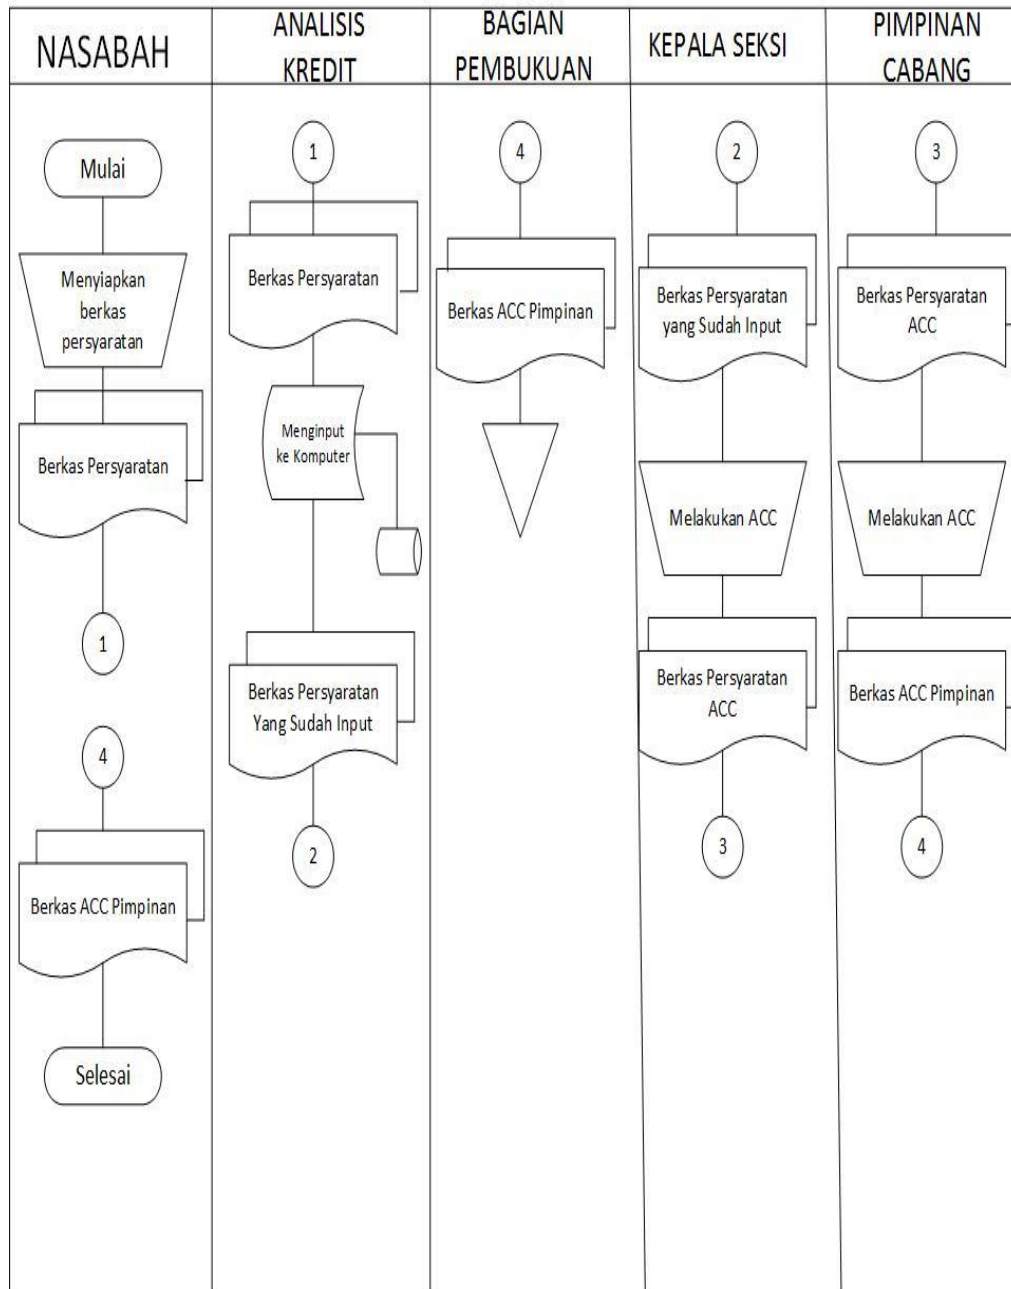 NASABAH
ANALISIS
KREDIT
BAGIAN
PEMBUKUAN
KEPALA SEKSI
PIMPINAN
CABANG
Mulai
Menyiapkan
berkas
persyaratan
Berkas Persyaratan
1
4
Berkas ACC Pimpinan
Selesai
1
Berkas Persyaratan
Menginput
ke Komputer
Berkas Persyaratan
Yang Sudah Input
2
4
Berkas ACC Pimpinan
2
Berkas Persyaratan
yang Sudah Input
Melakukan ACC
Berkas Persyaratan
ACC
3
3
Berkas Persyaratan
ACC
Melakukan ACC
Berkas ACC Pimpinan
4